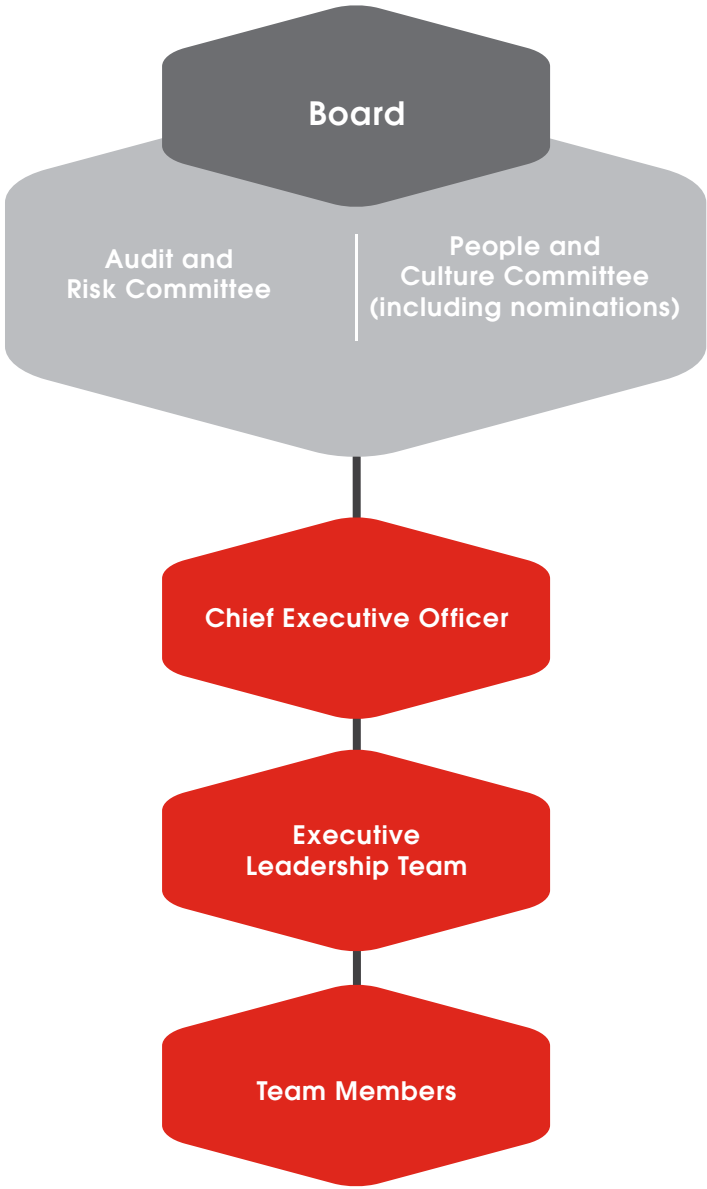 Board
Audit and
Risk Committee
People and
Culture Committee
(including nominations)
Chief Executive Officer
Executive
Leadership Team
Team Members